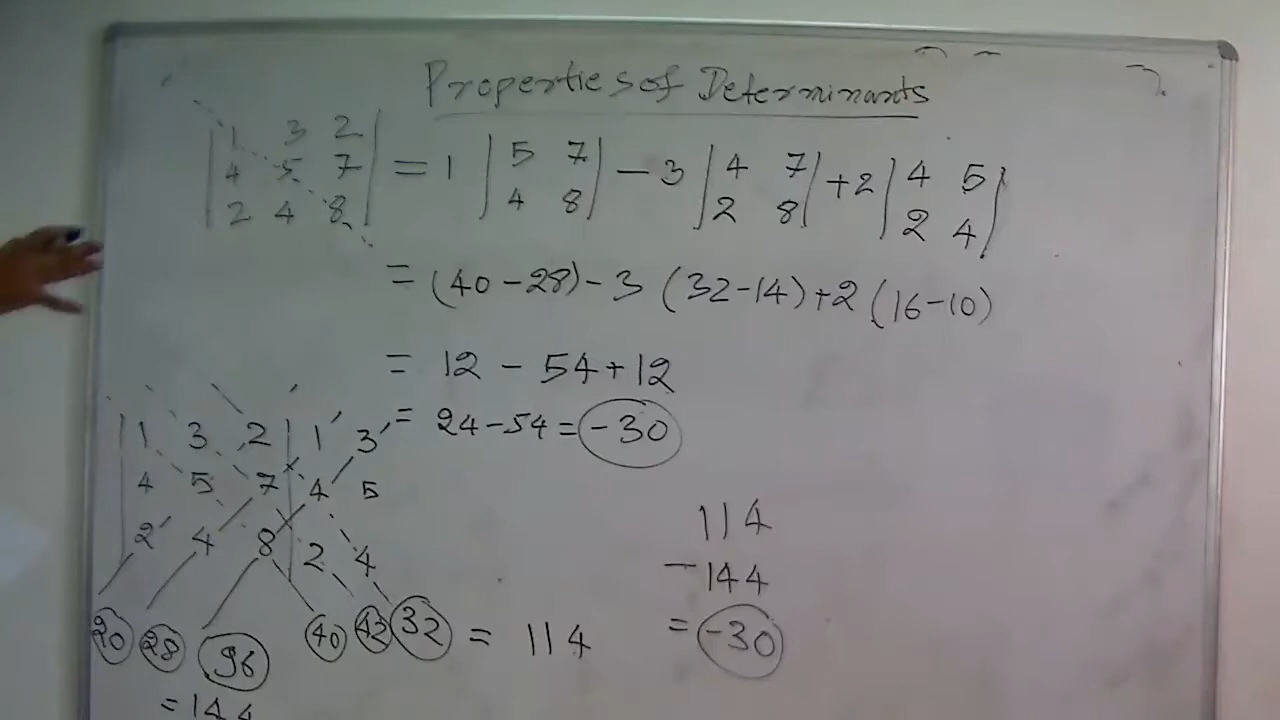 Properties of Determinants
|1 3 2| = 1 |5 7| - 3 |4 7| + 2 |4 5|
|4 5 7| |4 8| |2 8| |2 4|
|2 4 8|
= (40 - 28) - 3 (32 - 14) + 2 (16 - 10)
= 12 - 54 + 12
= 24 - 54 = -30
|1 3 2| 1 3
|4 5 7| 4 5
|2 4 8| 2 4
20 28 96 40 42 32 = 114
= 144
114
- 144
= -30